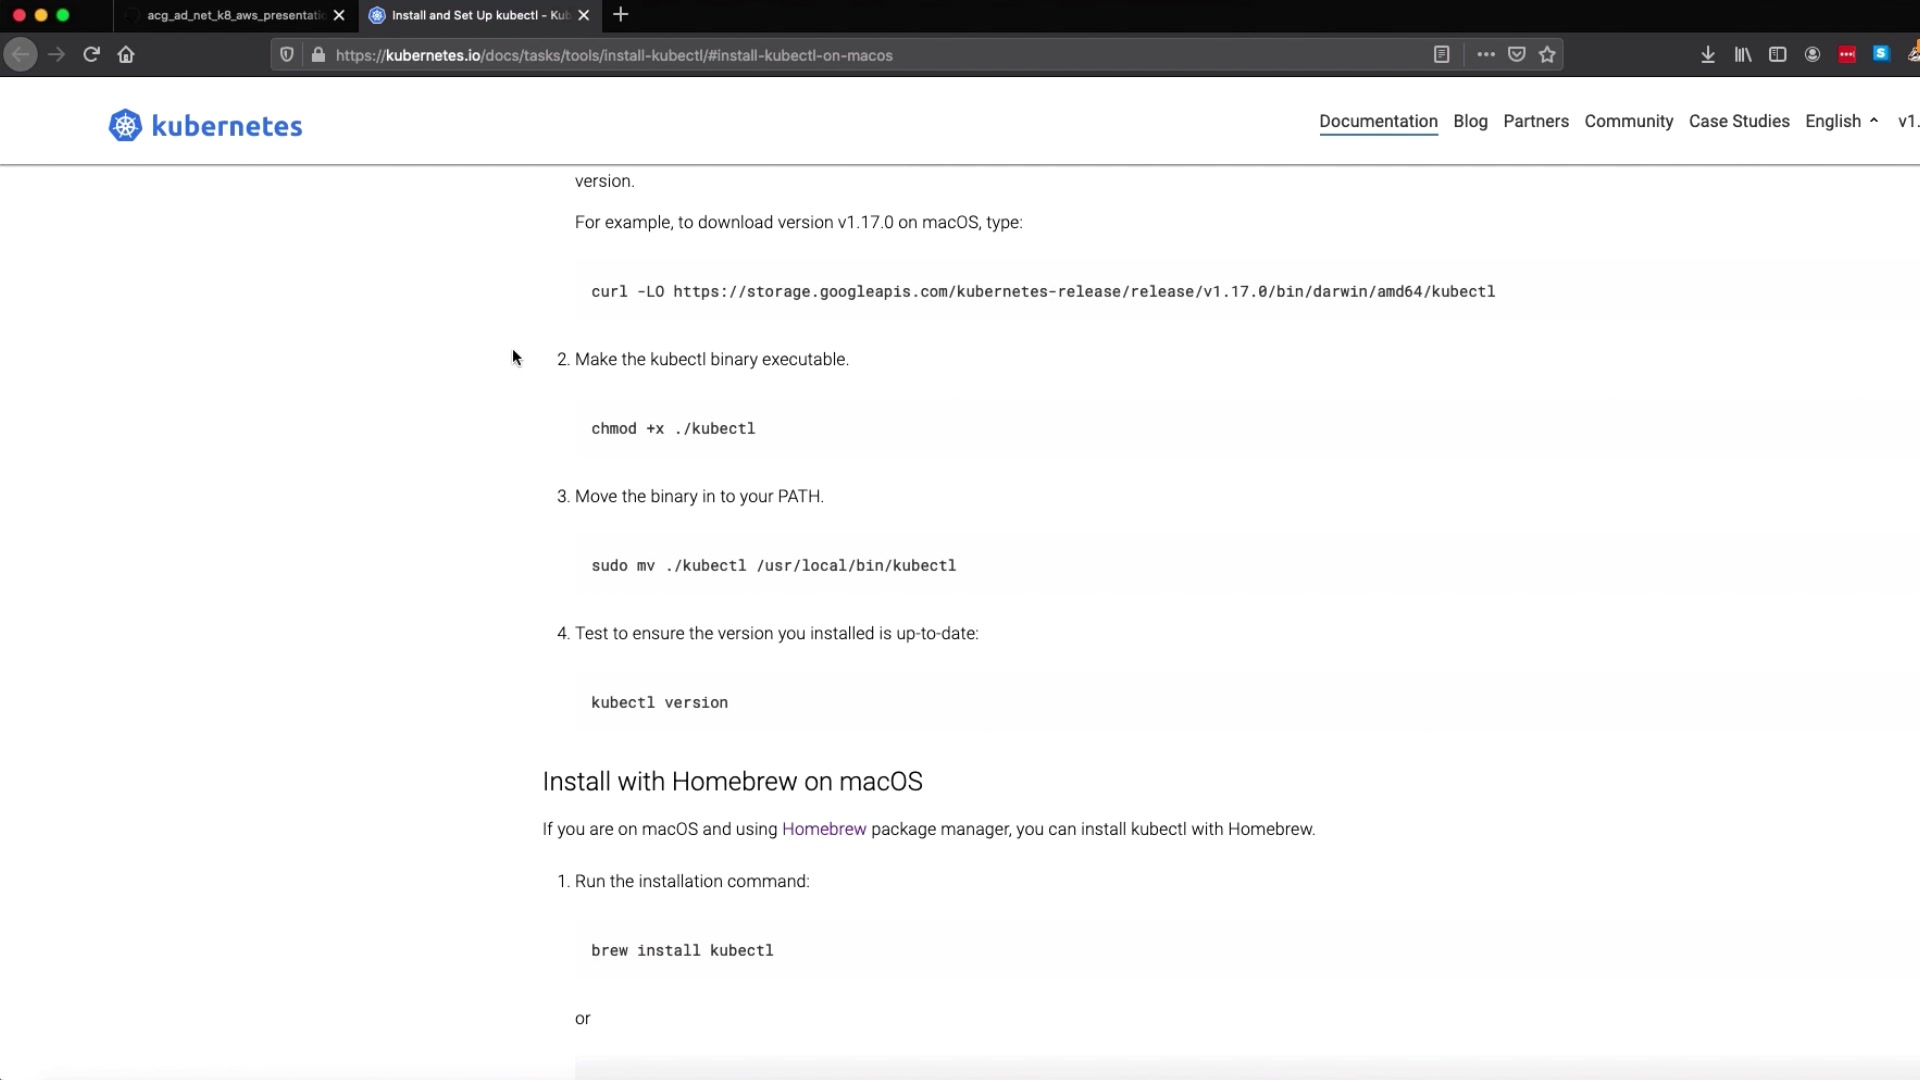 acg_ad_net_k8_aws_presentatic
Install and Set Up kubectl - Kub
https://kubernetes.io/docs/tasks/tools/install-kubectl/#install-kubectl-on-macos
kubernetes
Documentation Blog Partners Community Case Studies English v1.
version.
For example, to download version v1.17.0 on macOS, type:
curl -LO https://storage.googleapis.com/kubernetes-release/release/v1.17.0/bin/darwin/amd64/kubectl
2. Make the kubectl binary executable.
chmod +x ./kubectl
3. Move the binary in to your PATH.
sudo mv ./kubectl /usr/local/bin/kubectl
4. Test to ensure the version you installed is up-to-date:
kubectl version
Install with Homebrew on macOS
If you are on macOS and using Homebrew package manager, you can install kubectl with Homebrew.
1. Run the installation command:
brew install kubectl
or